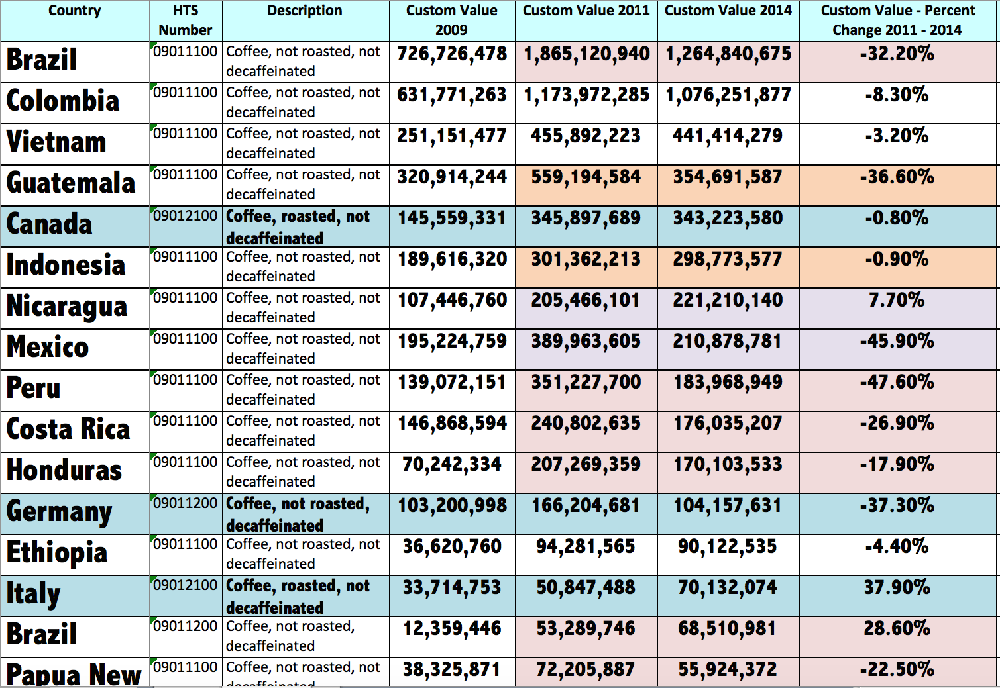 Country HTS Number Description Custom Value 2009 Custom Value 2011 Custom Value 2014 Custom Value - Percent Change 2011 - 2014
Brazil 09011100 Coffee, not roasted, not decaffeinated 726,726,478 1,865,120,940 1,264,840,675 -32.20%
Colombia 09011100 Coffee, not roasted, not decaffeinated 631,771,263 1,173,972,285 1,076,251,877 -8.30%
Vietnam 09011100 Coffee, not roasted, not decaffeinated 251,151,477 455,892,223 441,414,279 -3.20%
Guatemala 09011100 Coffee, not roasted, not decaffeinated 320,914,244 559,194,584 354,691,587 -36.60%
Canada 09012100 Coffee, roasted, not decaffeinated 145,559,331 345,897,689 343,223,580 -0.80%
Indonesia 09011100 Coffee, not roasted, not decaffeinated 189,616,320 301,362,213 298,773,577 -0.90%
Nicaragua 09011100 Coffee, not roasted, not decaffeinated 107,446,760 205,466,101 221,210,140 7.70%
Mexico 09011100 Coffee, not roasted, not decaffeinated 195,224,759 389,963,605 210,878,781 -45.90%
Peru 09011100 Coffee, not roasted, not decaffeinated 139,072,151 351,227,700 183,968,949 -47.60%
Costa Rica 09011100 Coffee, not roasted, not decaffeinated 146,868,594 240,802,635 176,035,207 -26.90%
Honduras 09011100 Coffee, not roasted, not decaffeinated 70,242,334 207,269,359 170,103,533 -17.90%
Germany 09011200 Coffee, not roasted, decaffeinated 103,200,998 166,204,681 104,157,631 -37.30%
Ethiopia 09011100 Coffee, not roasted, not decaffeinated 36,620,760 94,281,565 90,122,535 -4.40%
Italy 09012100 Coffee, roasted, not decaffeinated 33,714,753 50,847,488 70,132,074 37.90%
Brazil 09011200 Coffee, not roasted, decaffeinated 12,359,446 53,289,746 68,510,981 28.60%
Papua New 09011100 Coffee, not roasted, not 38,325,871 72,205,887 55,924,372 -22.50%